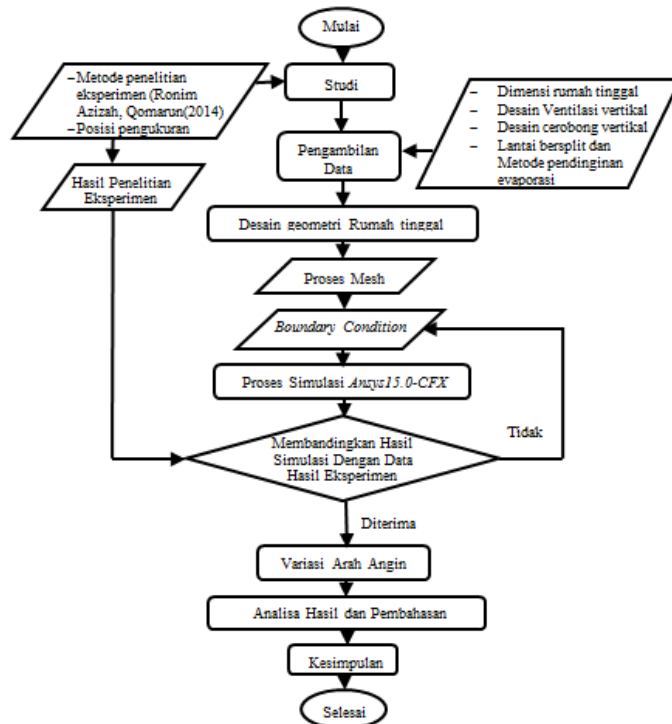 Mulai
–Metode penelitian
eksperimen (Ronim
Azizah, Qomarun(2014)
–Posisi pengukuran
Studi
– Dimensi rumah tinggal
– Desain Ventilasi vertikal
– Desain cerobong vertikal
– Lantai bersplit dan
Metode pendinginan
evaporasi
Pengambilan
Data
Hasil Penelitian
Eksperimen
Desain geometri Rumah tinggal
Proses Mesh
Boundary Condition
Proses Simulasi Ansys15.0-CFX
Membandingkan Hasil
Simulasi Dengan Data
Hasil Eksperimen
Tidak
Diterima
Variasi Arah Angin
Analisa Hasil dan Pembahasan
Kesimpulan
Selesai